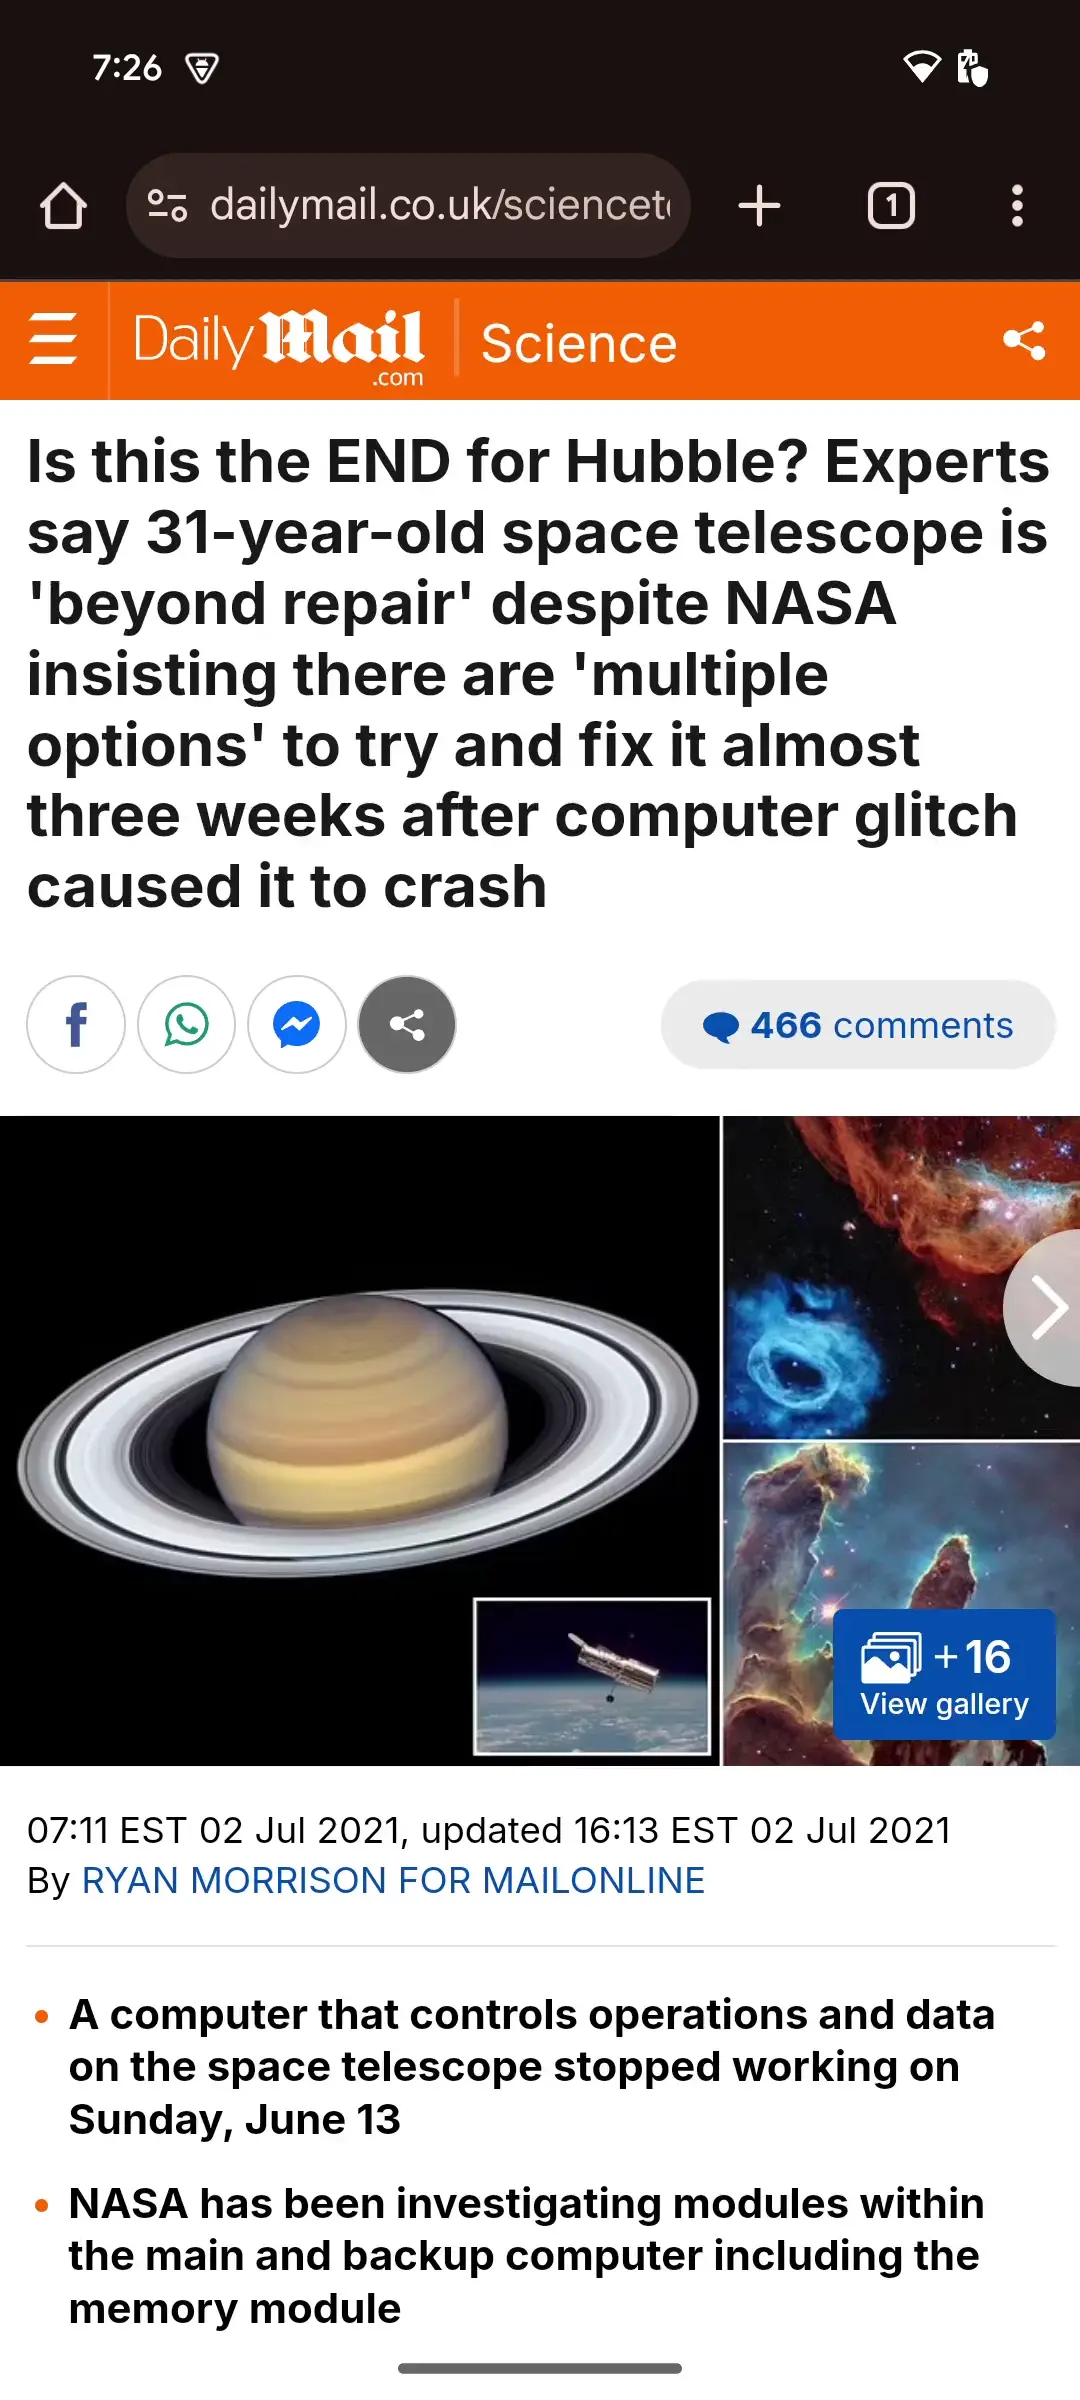 7:26
dailymail.co.uk/sciencet
1
Daily Mail
.com
Science
Is this the END for Hubble? Experts
say 31-year-old space telescope is
'beyond repair' despite NASA
insisting there are 'multiple
options' to try and fix it almost
three weeks after computer glitch
caused it to crash
466 comments
+16
View gallery
07:11 EST 02 Jul 2021, updated 16:13 EST 02 Jul 2021
By RYAN MORRISON FOR MAILONLINE
• A computer that controls operations and data
on the space telescope stopped working on
Sunday, June 13
• NASA has been investigating modules within
the main and backup computer including the
memory module